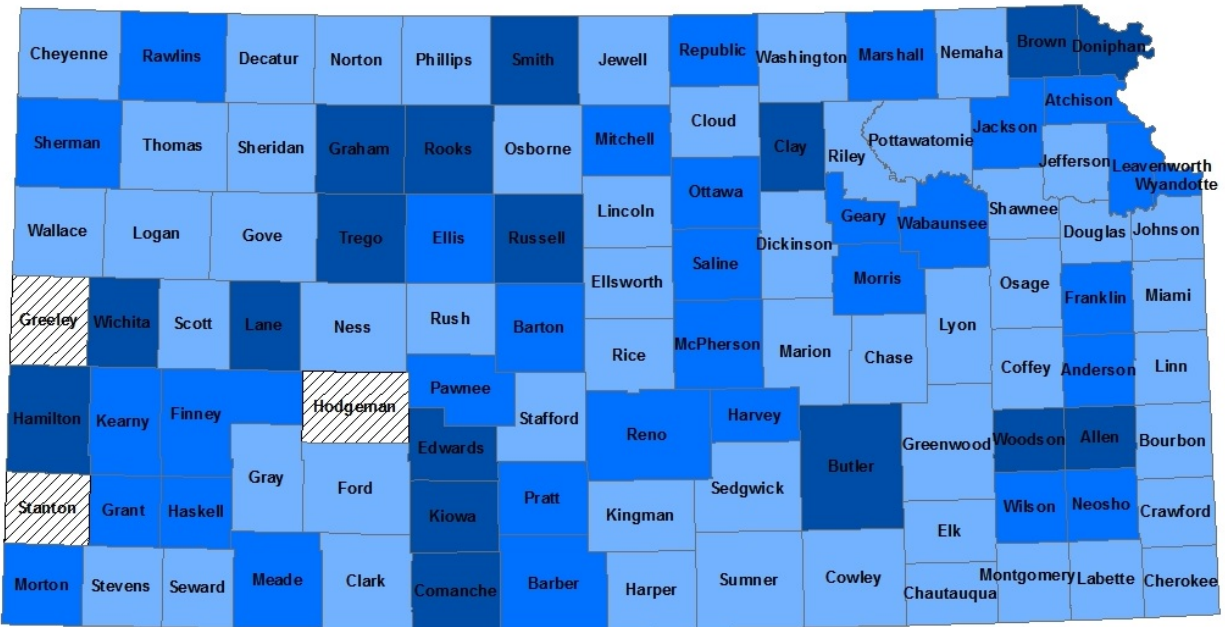 Cheyenne
Rawlins
Decatur
Norton
Phillips
Smith
Jewell
Republic
Washington
Marshall
Nemaha
Brown
Doniphan
Sherman
Thomas
Sheridan
Graham
Rooks
Osborne
Mitchell
Cloud
Clay
Riley
Pottawatomie
Jackson
Atchison
Jefferson
Leavenworth
Wyandotte
Wallace
Logan
Gove
Trego
Ellis
Russell
Lincoln
Ottawa
Dickinson
Geary
Wabaunsee
Shawnee
Douglas
Johnson
Ellsworth
Saline
Morris
Osage
Franklin
Miami
Greeley
Wichita
Scott
Lane
Ness
Rush
Barton
Rice
McPherson
Marion
Chase
Lyon
Coffey
Anderson
Linn
Hamilton
Kearny
Finney
Hodgeman
Pawnee
Stafford
Edwards
Reno
Harvey
Butler
Greenwood
Woodson
Allen
Bourbon
Stanton
Grant
Haskell
Gray
Ford
Kiowa
Pratt
Kingman
Sedgwick
Elk
Wilson
Neosho
Crawford
Morton
Stevens
Seward
Meade
Clark
Comanche
Barber
Harper
Sumner
Cowley
Chautauqua
Montgomery
Labette
Cherokee